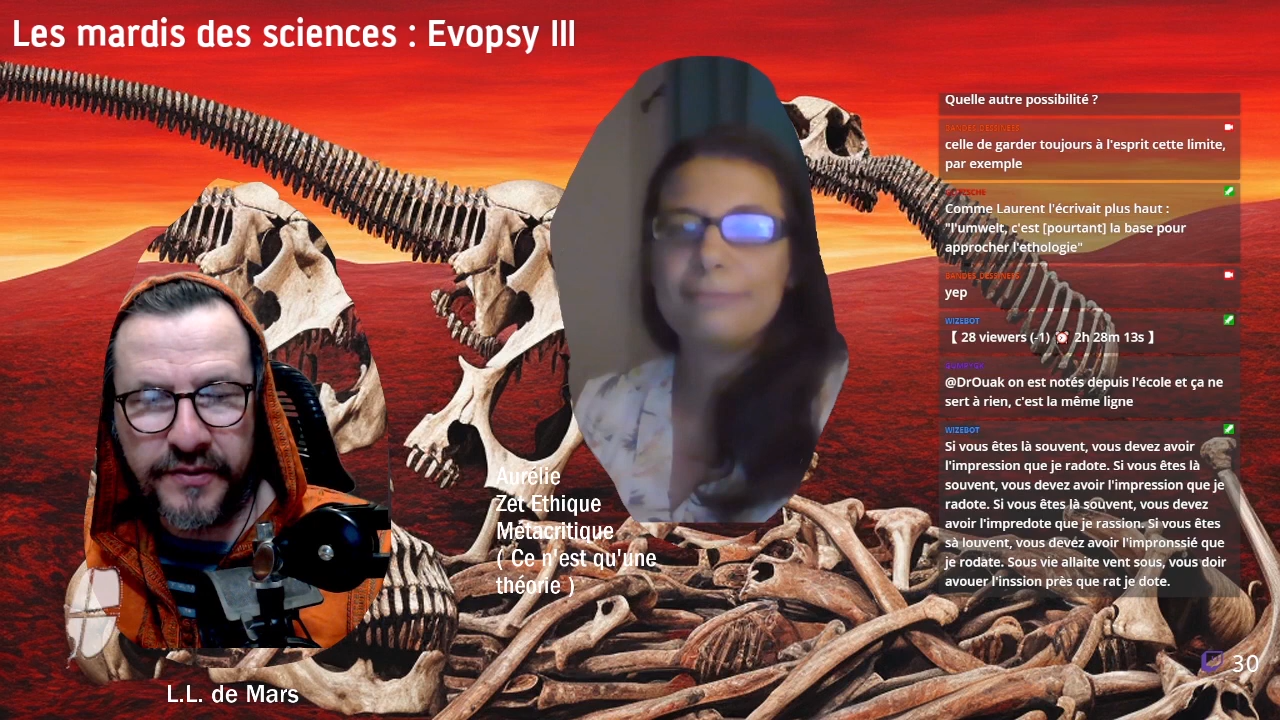 Les mardis des sciences : Evopsy III
Quelle autre possibilité ?
celle de garder toujours à l'esprit cette limite,
par exemple
Comme Laurent l'écrivait plus haut :
"l'umwelt, c'est [pourtant] la base pour
approcher l'éthologie"
BANDES_DESSINEES
yep
WIZEBOT
【 28 viewers (-1) ⏰ 2h 28m 13s 】
@DrOuak on est notés depuis l'école et ça ne
sert à rien, c'est la même ligne
WIZEBOT
Si vous êtes là souvent, vous devez avoir
l'impression que je radote. Si vous êtes là
souvent, vous devez avoir l'impression que je
radote. Si vous êtes là souvent, vous devez
avoir l'impredote que je rassion. Si vous êtes
sà louvent, vous devez avoir l'impronssié que
je rodate. Sous vie allaite vent sous, vous doir
avouer l'inssion près que rat je dote.
Aurélie
Zet Ethique
Métacritique
( Ce n'est qu'une
théorie )
L.L. de Mars
30